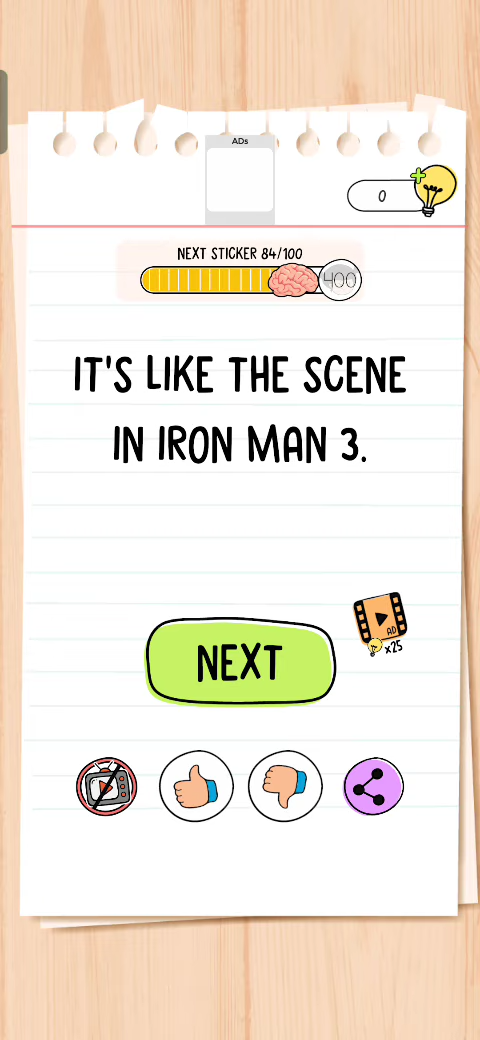 ADs
0
NEXT STICKER 84/100
400
IT'S LIKE THE SCENE
IN IRON MAN 3.
AD
x25
NEXT